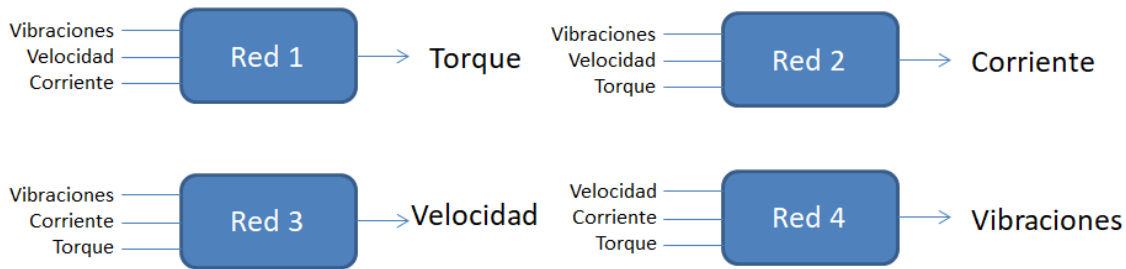 Vibraciones
Velocidad
Corriente
Red 1
Torque
Vibraciones
Velocidad
Torque
Red 2
Corriente
Vibraciones
Corriente
Torque
Red 3
Velocidad
Velocidad
Corriente
Torque
Red 4
Vibraciones